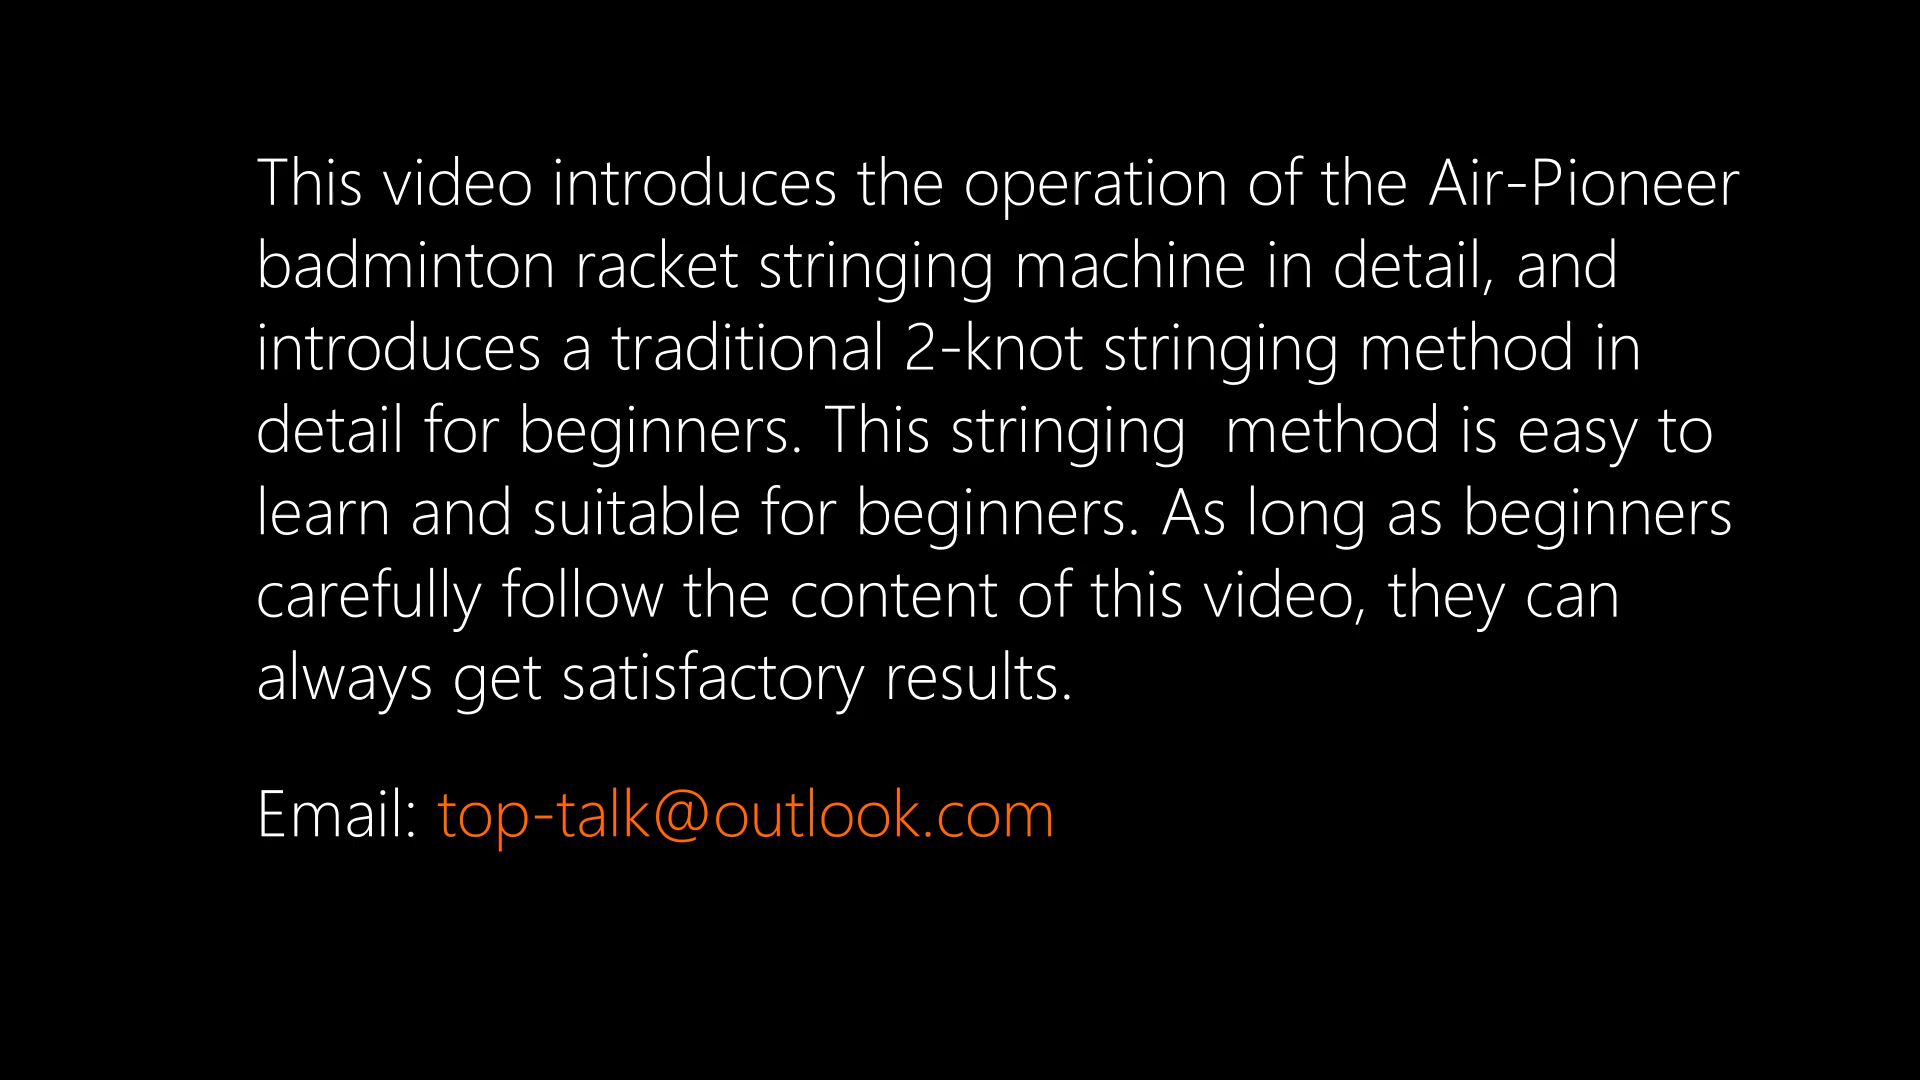 This video introduces the operation of the Air-Pioneer
badminton racket stringing machine in detail, and
introduces a traditional 2-knot stringing method in
detail for beginners. This stringing  method is easy to
learn and suitable for beginners. As long as beginners
carefully follow the content of this video, they can
always get satisfactory results.
Email: top-talk@outlook.com